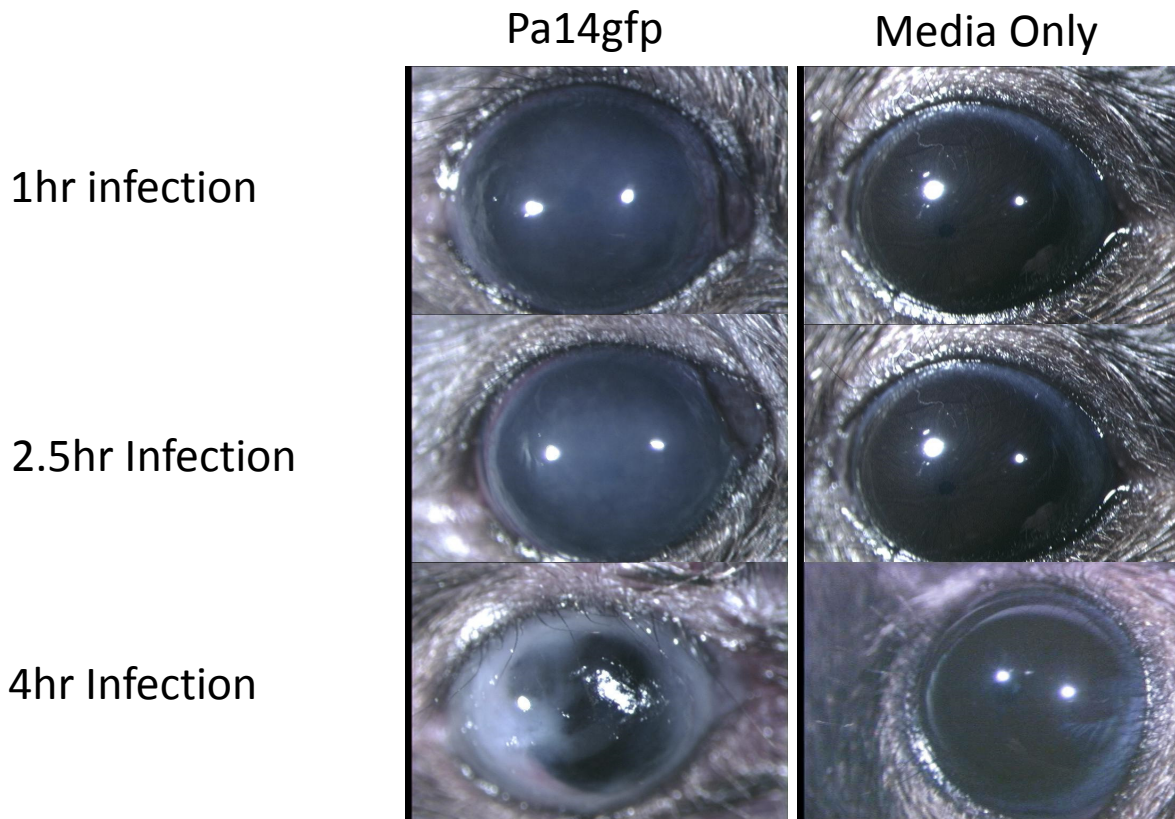 Pa14gfp
Media Only
1hr infection
2.5hr Infection
4hr Infection